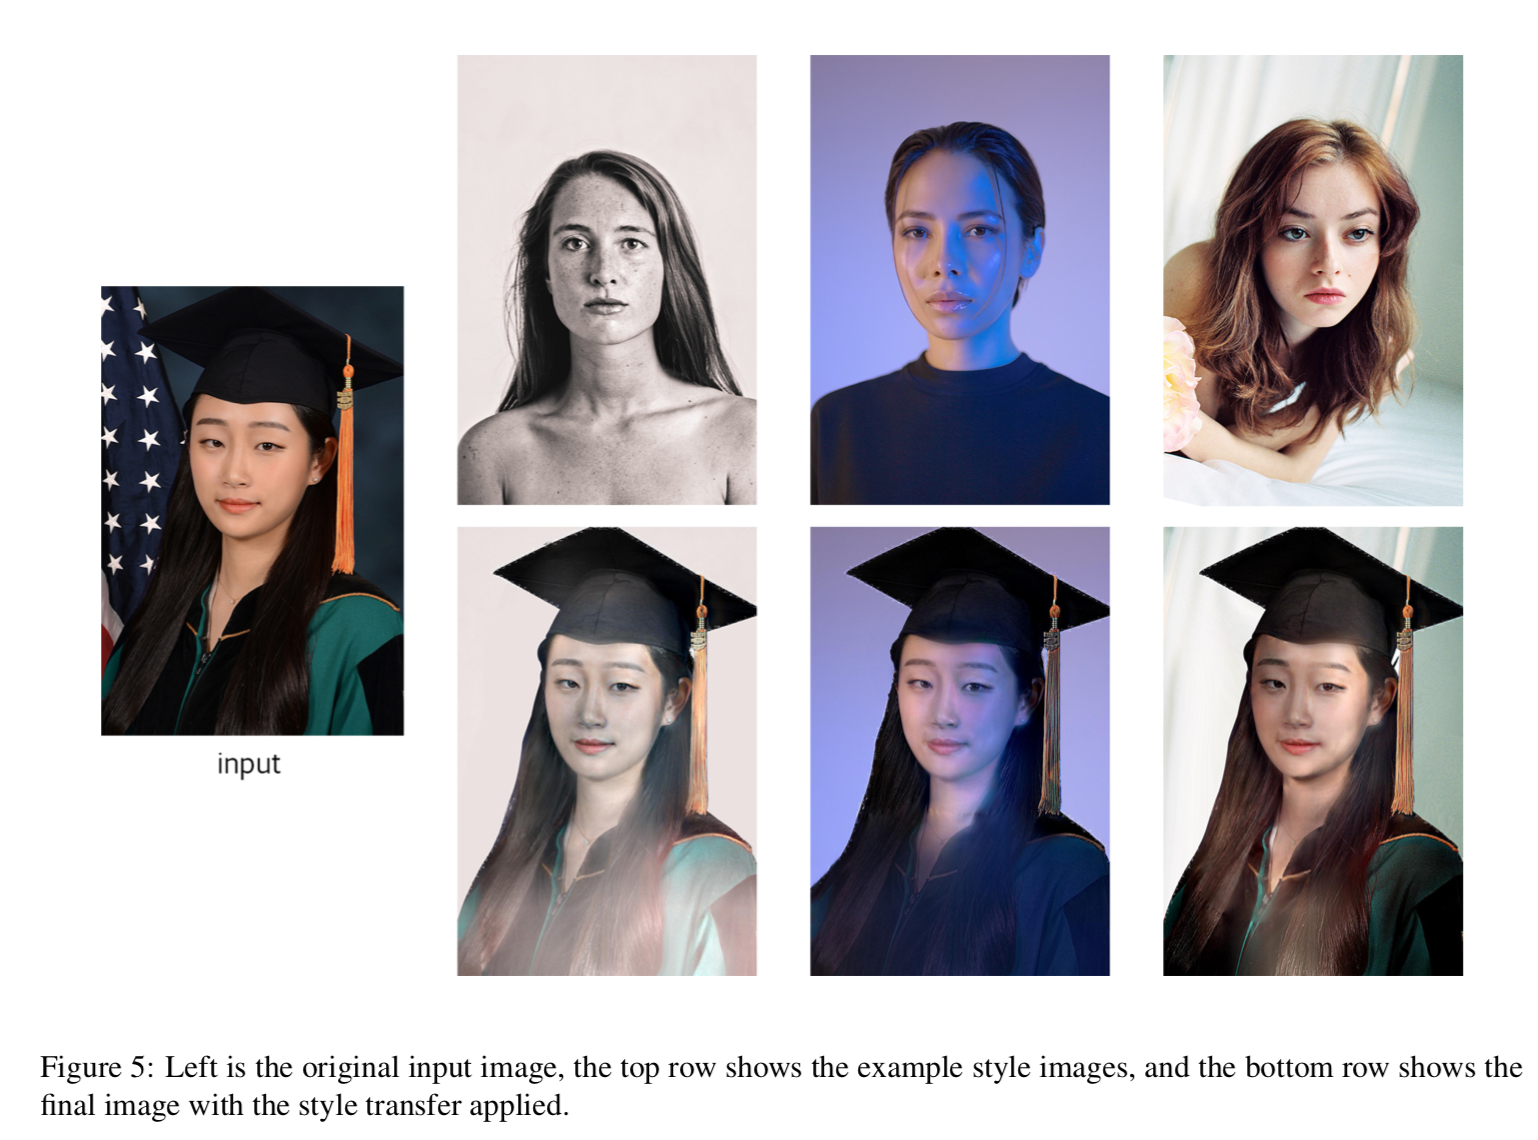 input
Figure 5: Left is the original input image, the top row shows the example style images, and the bottom row shows the
final image with the style transfer applied.